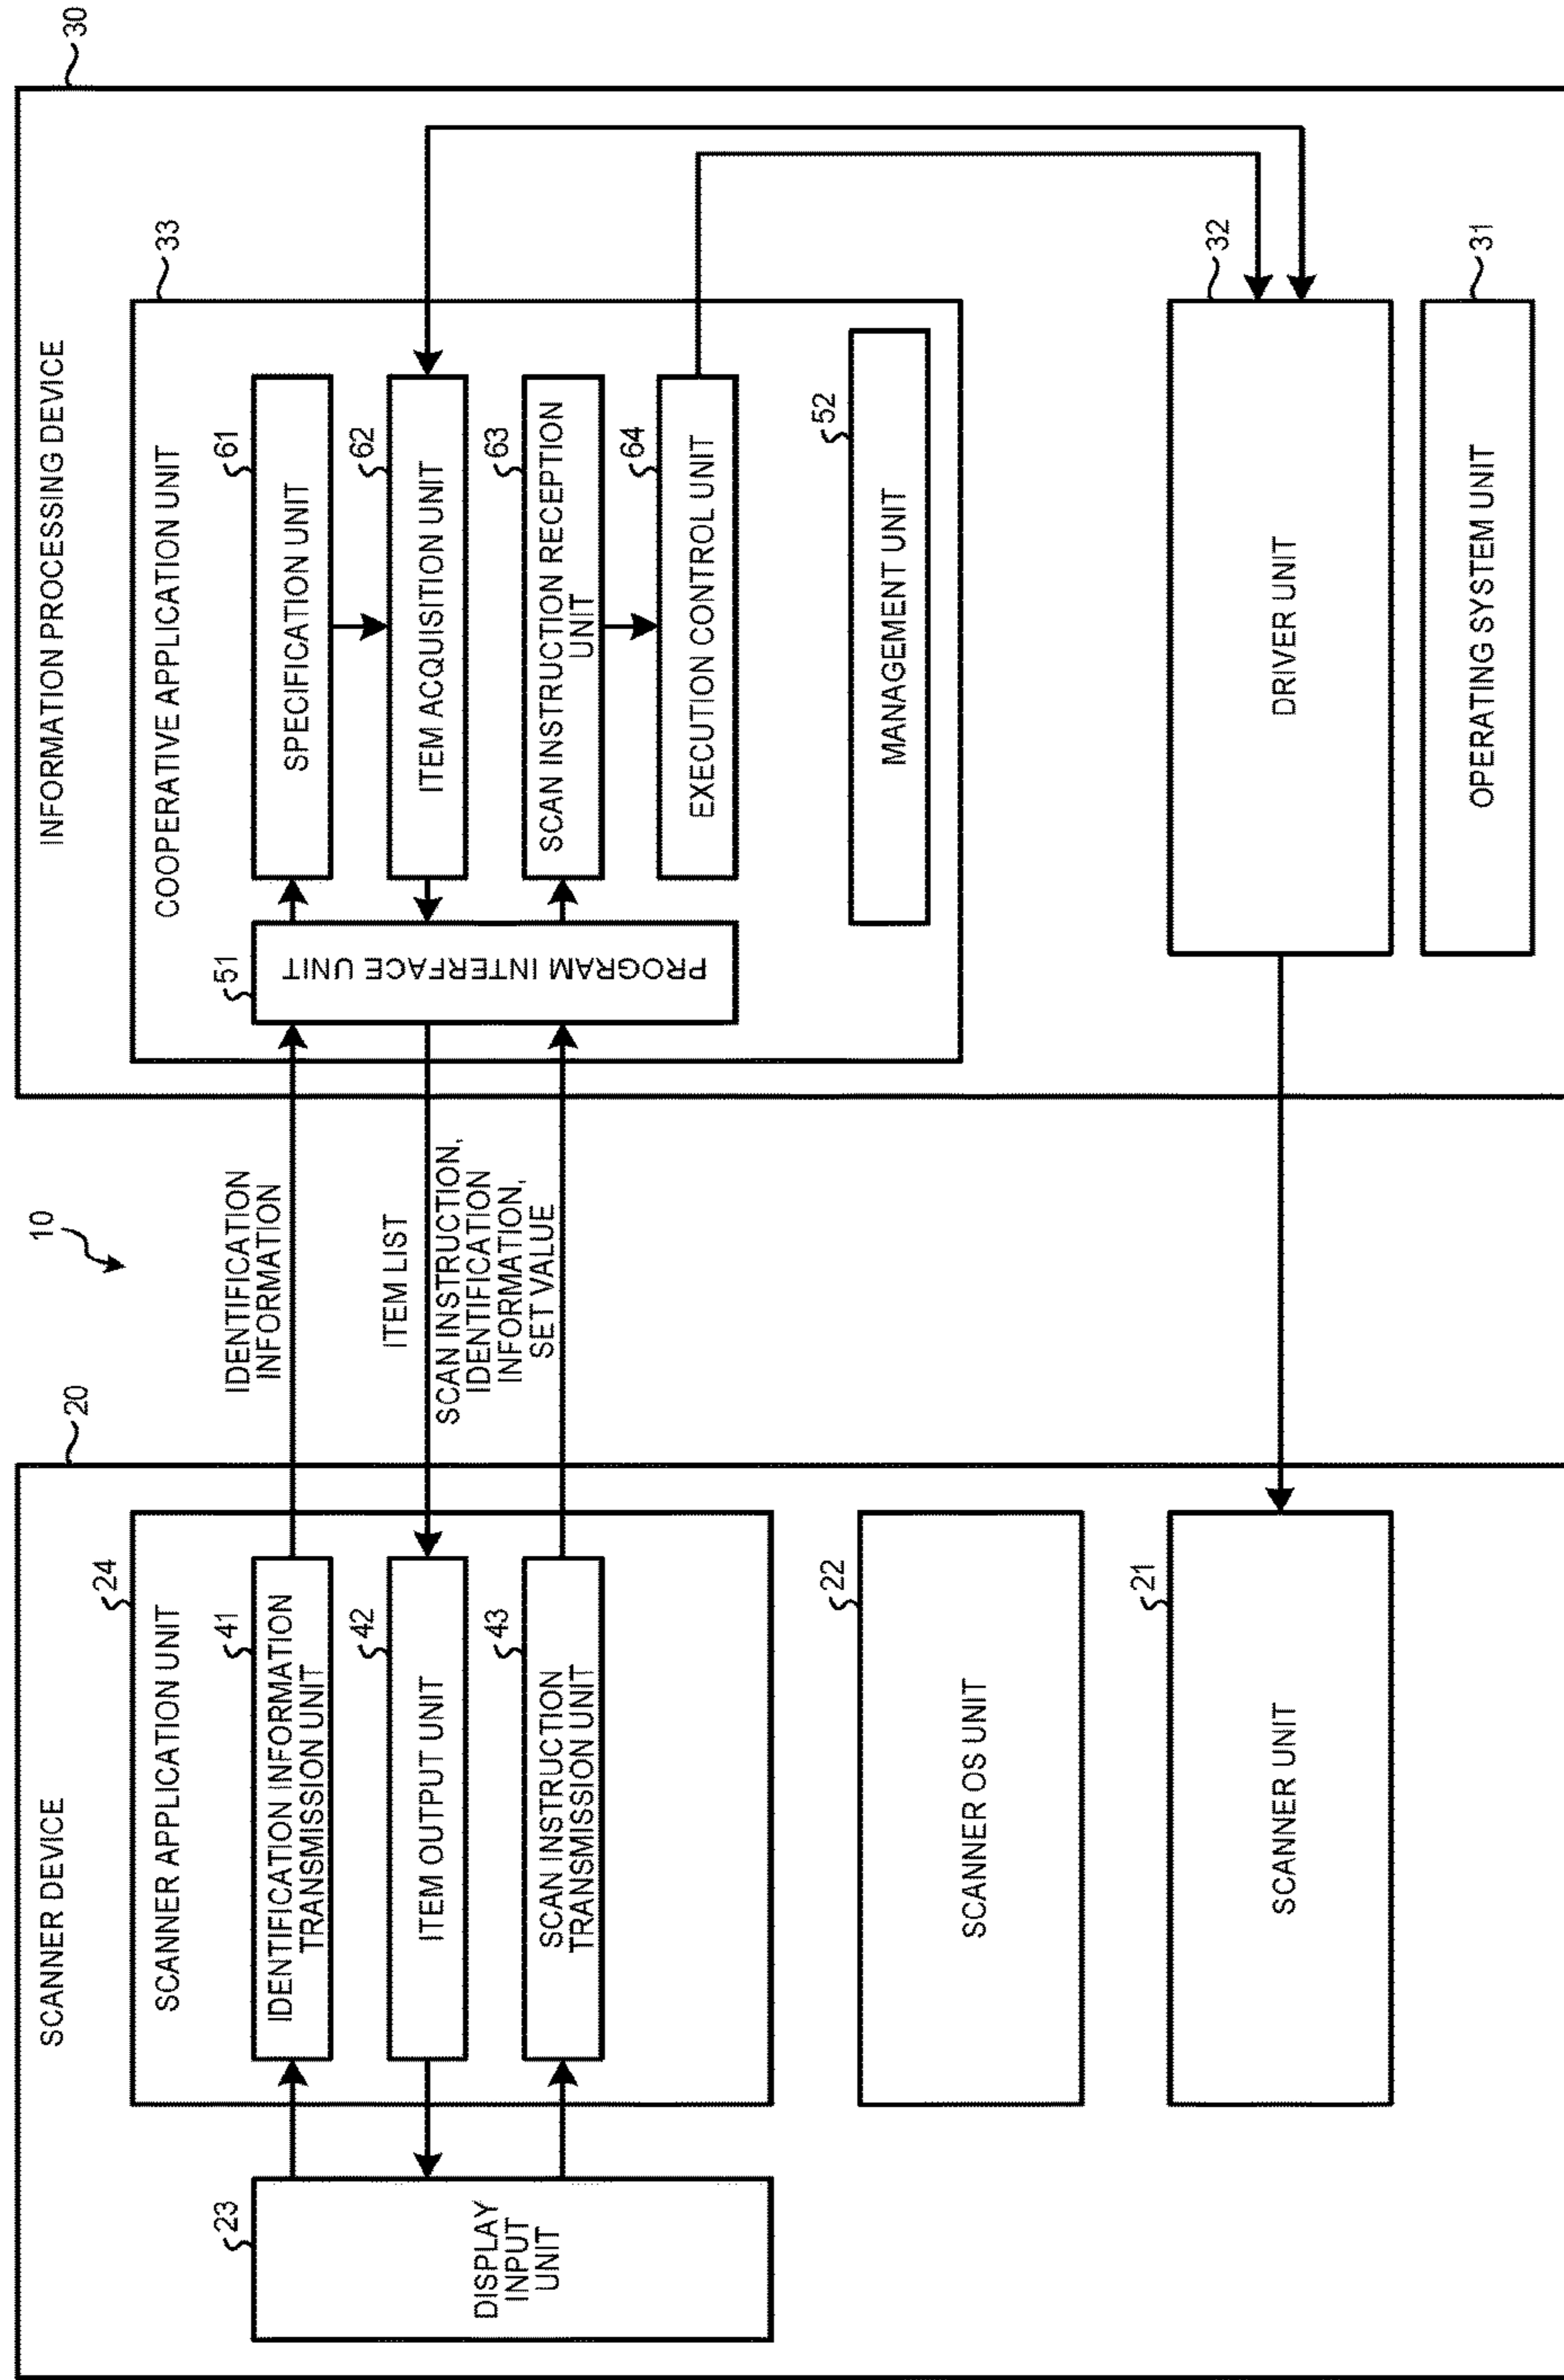 10
SCANNER DEVICE
20
SCANNER APPLICATION UNIT
24
23
DISPLAY
INPUT
UNIT
41
IDENTIFICATION INFORMATION
TRANSMISSION UNIT
42
ITEM OUTPUT UNIT
43
SCAN INSTRUCTION
TRANSMISSION UNIT
22
SCANNER OS UNIT
21
SCANNER UNIT
IDENTIFICATION
INFORMATION
ITEM LIST
SCAN INSTRUCTION,
IDENTIFICATION
INFORMATION,
SET VALUE
INFORMATION PROCESSING DEVICE
30
COOPERATIVE APPLICATION UNIT
33
51
PROGRAM INTERFACE UNIT
61
SPECIFICATION UNIT
62
ITEM ACQUISITION UNIT
63
SCAN INSTRUCTION RECEPTION
UNIT
64
EXECUTION CONTROL UNIT
52
MANAGEMENT UNIT
32
DRIVER UNIT
31
OPERATING SYSTEM UNIT